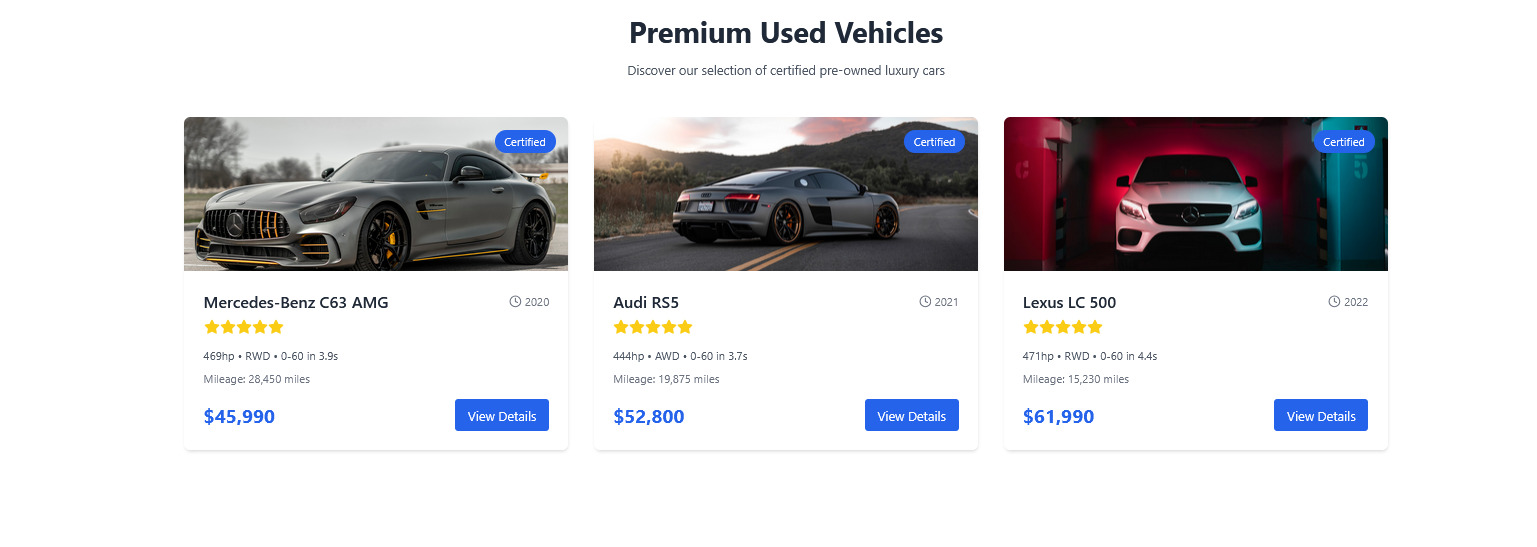 Premium Used Vehicles
Discover our selection of certified pre-owned luxury cars
Certified
Mercedes-Benz C63 AMG
2020
469hp • RWD • 0-60 in 3.9s
Mileage: 28,450 miles
$45,990
View Details
Certified
Audi RS5
2021
444hp • AWD • 0-60 in 3.7s
Mileage: 19,875 miles
$52,800
View Details
Certified
Lexus LC 500
2022
471hp • RWD • 0-60 in 4.4s
Mileage: 15,230 miles
$61,990
View Details